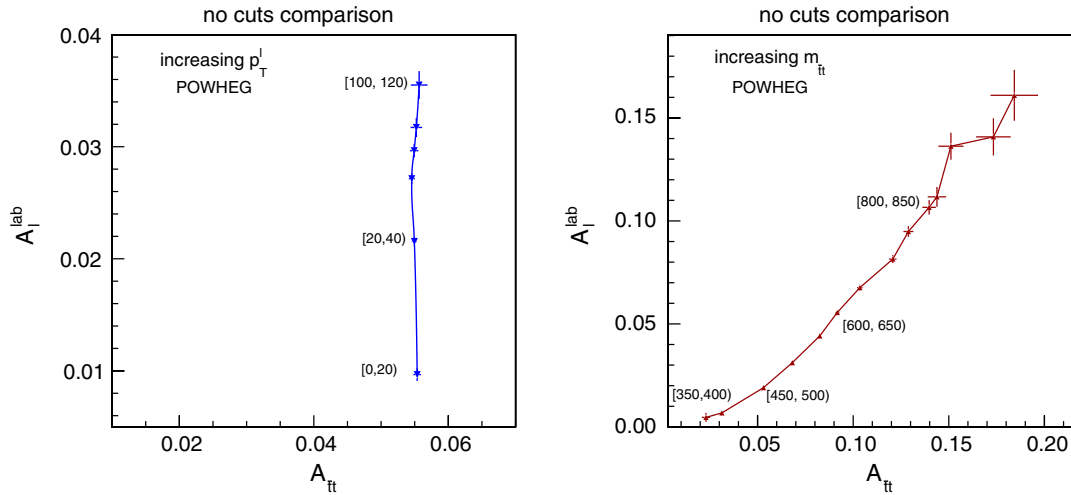 no cuts comparison
0.04
0.03
0.02
0.01
A_l^lab
increasing p_T^l
POWHEG
[100, 120)
[20,40)
[0,20)
0.02
0.04
0.06
A_t̄t
no cuts comparison
0.15
0.10
0.05
0.00
A_l^lab
increasing m_t̄t
POWHEG
[800, 850)
[600, 650)
[450, 500)
[350,400)
0.05
0.10
0.15
0.20
A_t̄t